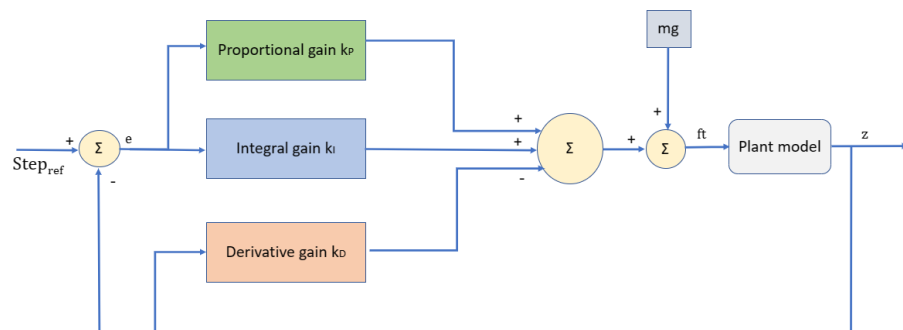 mg
Proportional gain kP
+
+
+
e
+
+
ft
z
Σ
Integral gain kI
+
Σ
Σ
Plant model
Step_ref
-
-
Derivative gain kD